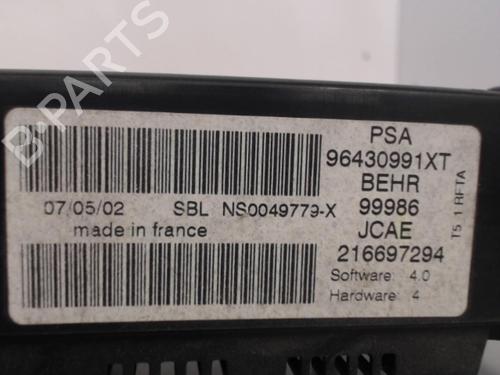 PSA
96430991XT
BEHR
99986
JCAE
216697294
Software: 4.0
Hardware: 4
T5 1 RFTA
07/05/02 SBL NS0049779-X
made in france
B-PARTS